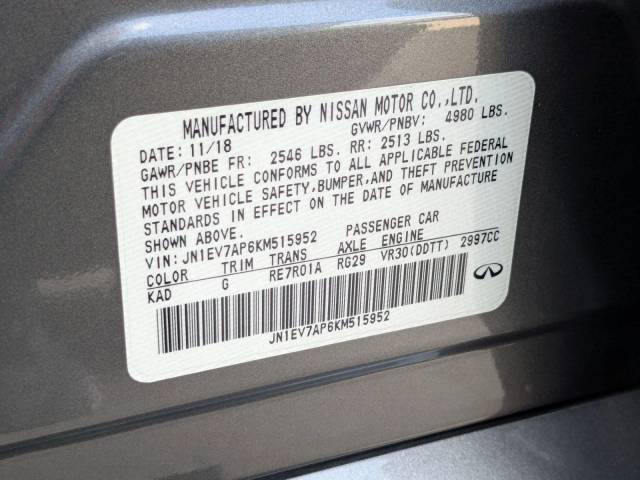 MANUFACTURED BY NISSAN MOTOR CO.,LTD.
DATE: 11/18 GVWR/PNBV: 4980 LBS.
GAWR/PNBE FR: 2546 LBS. RR: 2513 LBS.
THIS VEHICLE CONFORMS TO ALL APPLICABLE FEDERAL
MOTOR VEHICLE SAFETY,BUMPER,AND THEFT PREVENTION
STANDARDS IN EFFECT ON THE DATE OF MANUFACTURE
SHOWN ABOVE.
VIN: JN1EV7AP6KM515952 PASSENGER CAR
COLOR TRIM TRANS AXLE ENGINE
KAD G RE7R01A RG29 VR30(DDTT) 2997CC
JN1EV7AP6KM515952